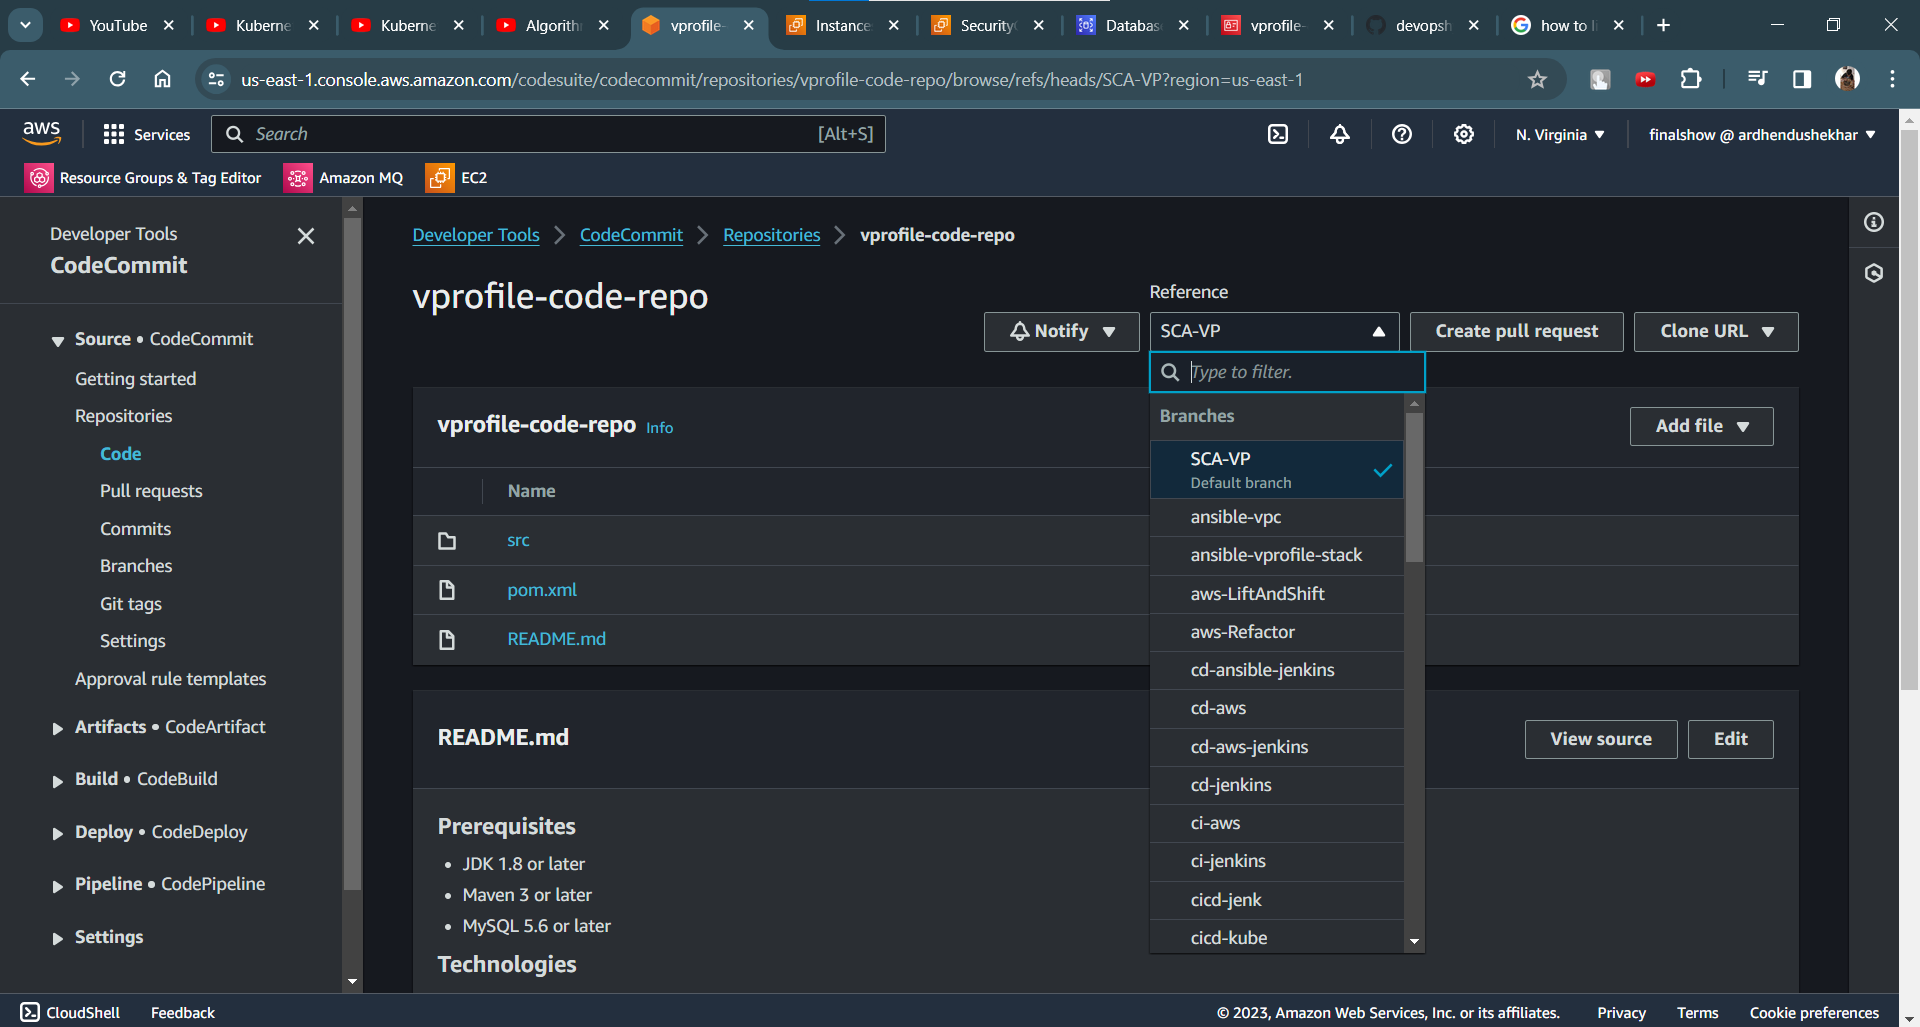 YouTube
Kuberne
Kuberne
Algorith
vprofile-
Instance
Security
Databas
vprofile-
devopsh
how to li
us-east-1.console.aws.amazon.com/codesuite/codecommit/repositories/vprofile-code-repo/browse/refs/heads/SCA-VP?region=us-east-1
aws
Services
Search
[Alt+S]
N. Virginia
finalshow @ ardhendushekhar
Resource Groups & Tag Editor
Amazon MQ
EC2
Developer Tools
CodeCommit
Source • CodeCommit
Getting started
Repositories
Code
Pull requests
Commits
Branches
Git tags
Settings
Approval rule templates
Artifacts • CodeArtifact
Build • CodeBuild
Deploy • CodeDeploy
Pipeline • CodePipeline
Settings
Developer Tools
CodeCommit
Repositories
vprofile-code-repo
vprofile-code-repo
Notify
Reference
SCA-VP
Create pull request
Clone URL
Type to filter.
Branches
SCA-VP
Default branch
ansible-vpc
ansible-vprofile-stack
aws-LiftAndShift
aws-Refactor
cd-ansible-jenkins
cd-aws
cd-aws-jenkins
cd-jenkins
ci-aws
ci-jenkins
cicd-jenk
cicd-kube
vprofile-code-repo Info
Add file
Name
src
pom.xml
README.md
README.md
View source
Edit
Prerequisites
• JDK 1.8 or later
• Maven 3 or later
• MySQL 5.6 or later
Technologies
CloudShell
Feedback
© 2023, Amazon Web Services, Inc. or its affiliates.
Privacy
Terms
Cookie preferences